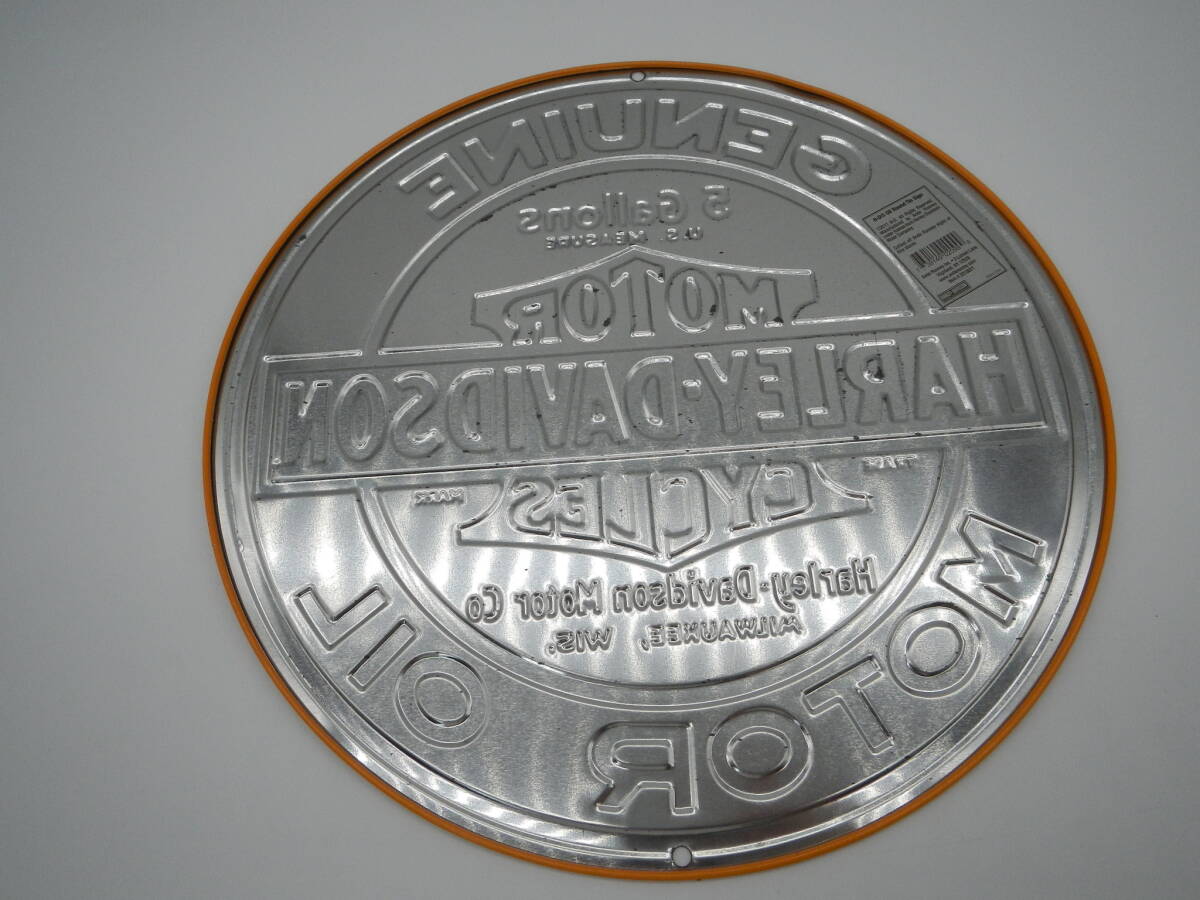 GENUINE
5 Gallons
U.S. MEASURE
MOTOR
HARLEY-DAVIDSON
CYCLES
TRADE MARK
Harley-Davidson Motor Co
MILWAUKEE, WIS.
MOTOR OIL